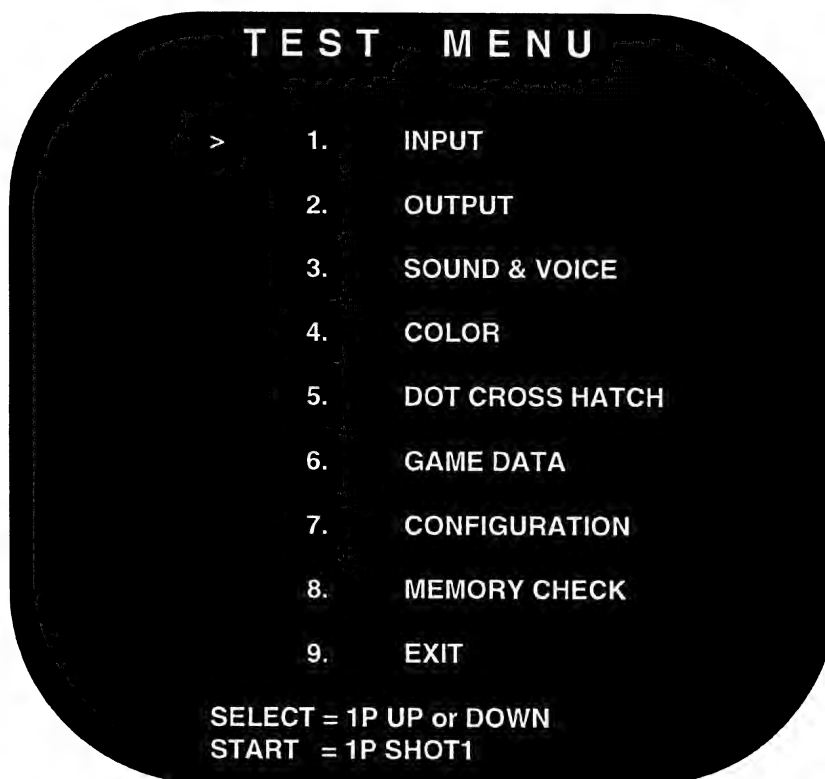 TEST MENU
> 1. INPUT
2. OUTPUT
3. SOUND & VOICE
4. COLOR
5. DOT CROSS HATCH
6. GAME DATA
7. CONFIGURATION
8. MEMORY CHECK
9. EXIT
SELECT = 1P UP or DOWN
START = 1P SHOT1